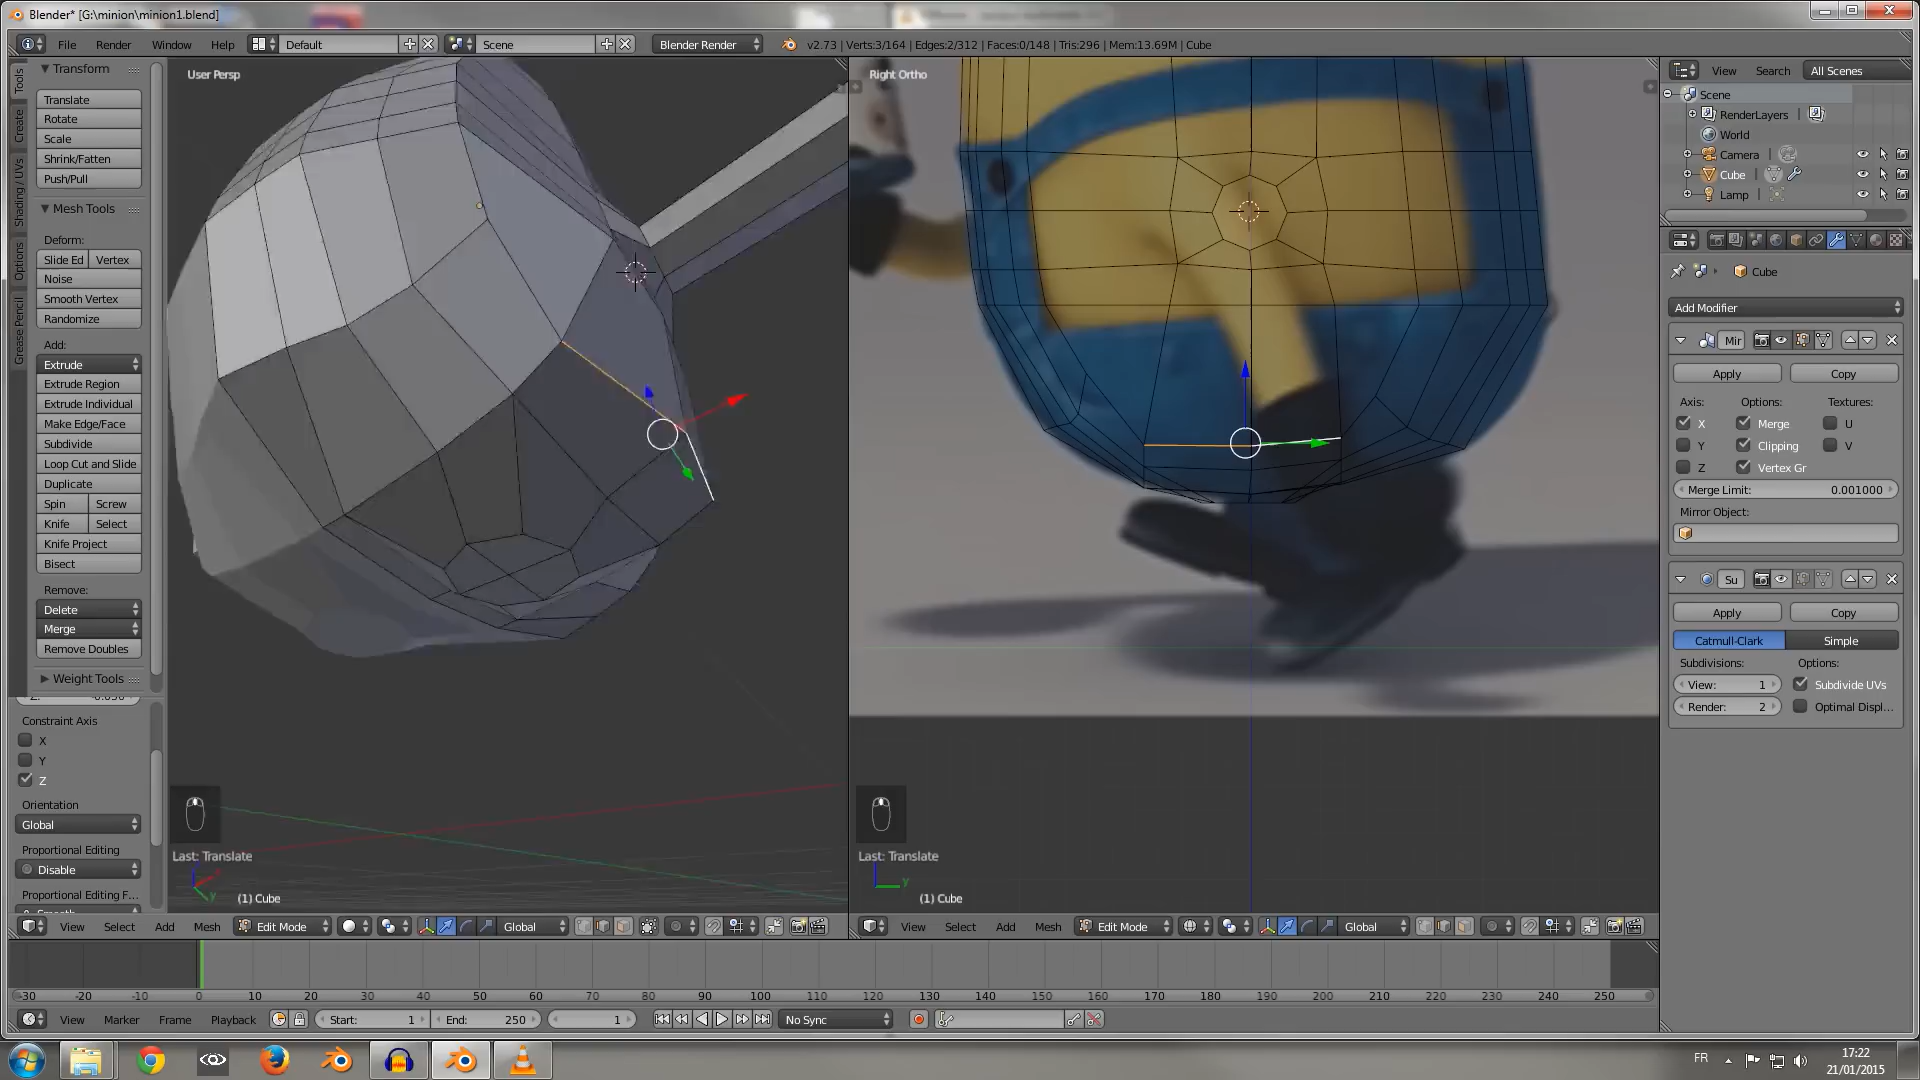 Blender* [G:\minion\minion1.blend]
File Render Window Help Default Scene Blender Render v2.73 | Verts:3/164 | Edges:2/312 | Faces:0/148 | Tris:296 | Mem:13.69M | Cube
Tools
Create
Shading / UVs
Options
Grease Pencil
Transform
Translate
Rotate
Scale
Shrink/Fatten
Push/Pull
Mesh Tools
Deform:
Slide Ed Vertex
Noise
Smooth Vertex
Randomize
Add:
Extrude
Extrude Region
Extrude Individual
Make Edge/Face
Subdivide
Loop Cut and Slide
Duplicate
Spin Screw
Knife Select
Knife Project
Bisect
Remove:
Delete
Merge
Remove Doubles
Weight Tools
Constraint Axis
X
Y
Z
Orientation
Global
Proportional Editing
Disable
Proportional Editing F...
User Persp
Last: Translate
(1) Cube
View Select Add Mesh Edit Mode Global
Right Ortho
Last: Translate
(1) Cube
View Select Add Mesh Edit Mode Global
View Search All Scenes
Scene
RenderLayers
World
Camera
Cube
Lamp
Cube
Add Modifier
Mir
Apply Copy
Axis: Options: Textures:
X Merge U
Y Clipping V
Z Vertex Gr
Merge Limit: 0.001000
Mirror Object:
Su
Apply Copy
Catmull-Clark Simple
Subdivisions: Options:
View: 1 Subdivide UVs
Render: 2 Optimal Displ...
-30 -20 -10 0 10 20 30 40 50 60 70 80 90 100 110 120 130 140 150 160 170 180 190 200 210 220 230 240 250
View Marker Frame Playback Start: 1 End: 250 1 No Sync
FR 17:22
21/01/2015